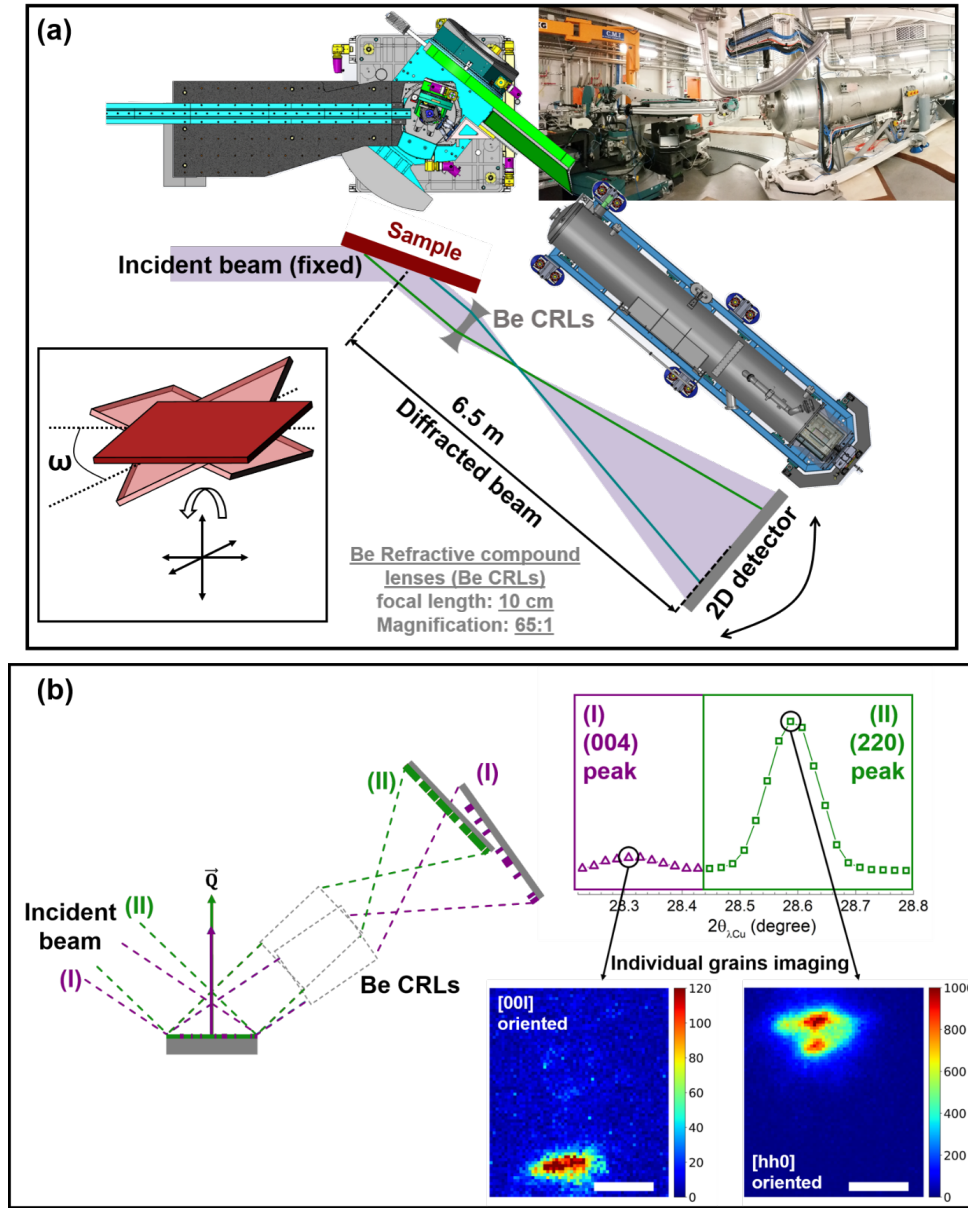 (a)
Sample
Incident beam (fixed)
Be CRLs
6.5 m
Diffracted beam
2D detector
ω
Be Refractive compound
lenses (Be CRLs)
focal length: 10 cm
Magnification: 65:1
(b)
(I)
(004)
peak
(II)
(220)
peak
(II)
(I)
Q
Incident
beam
(II)
(I)
Be CRLs
28.3 28.4 28.5 28.6 28.7 28.8
2θλCu (degree)
Individual grains imaging
[00l]
oriented
120
100
80
60
40
20
0
[hh0]
oriented
1000
800
600
400
200
0